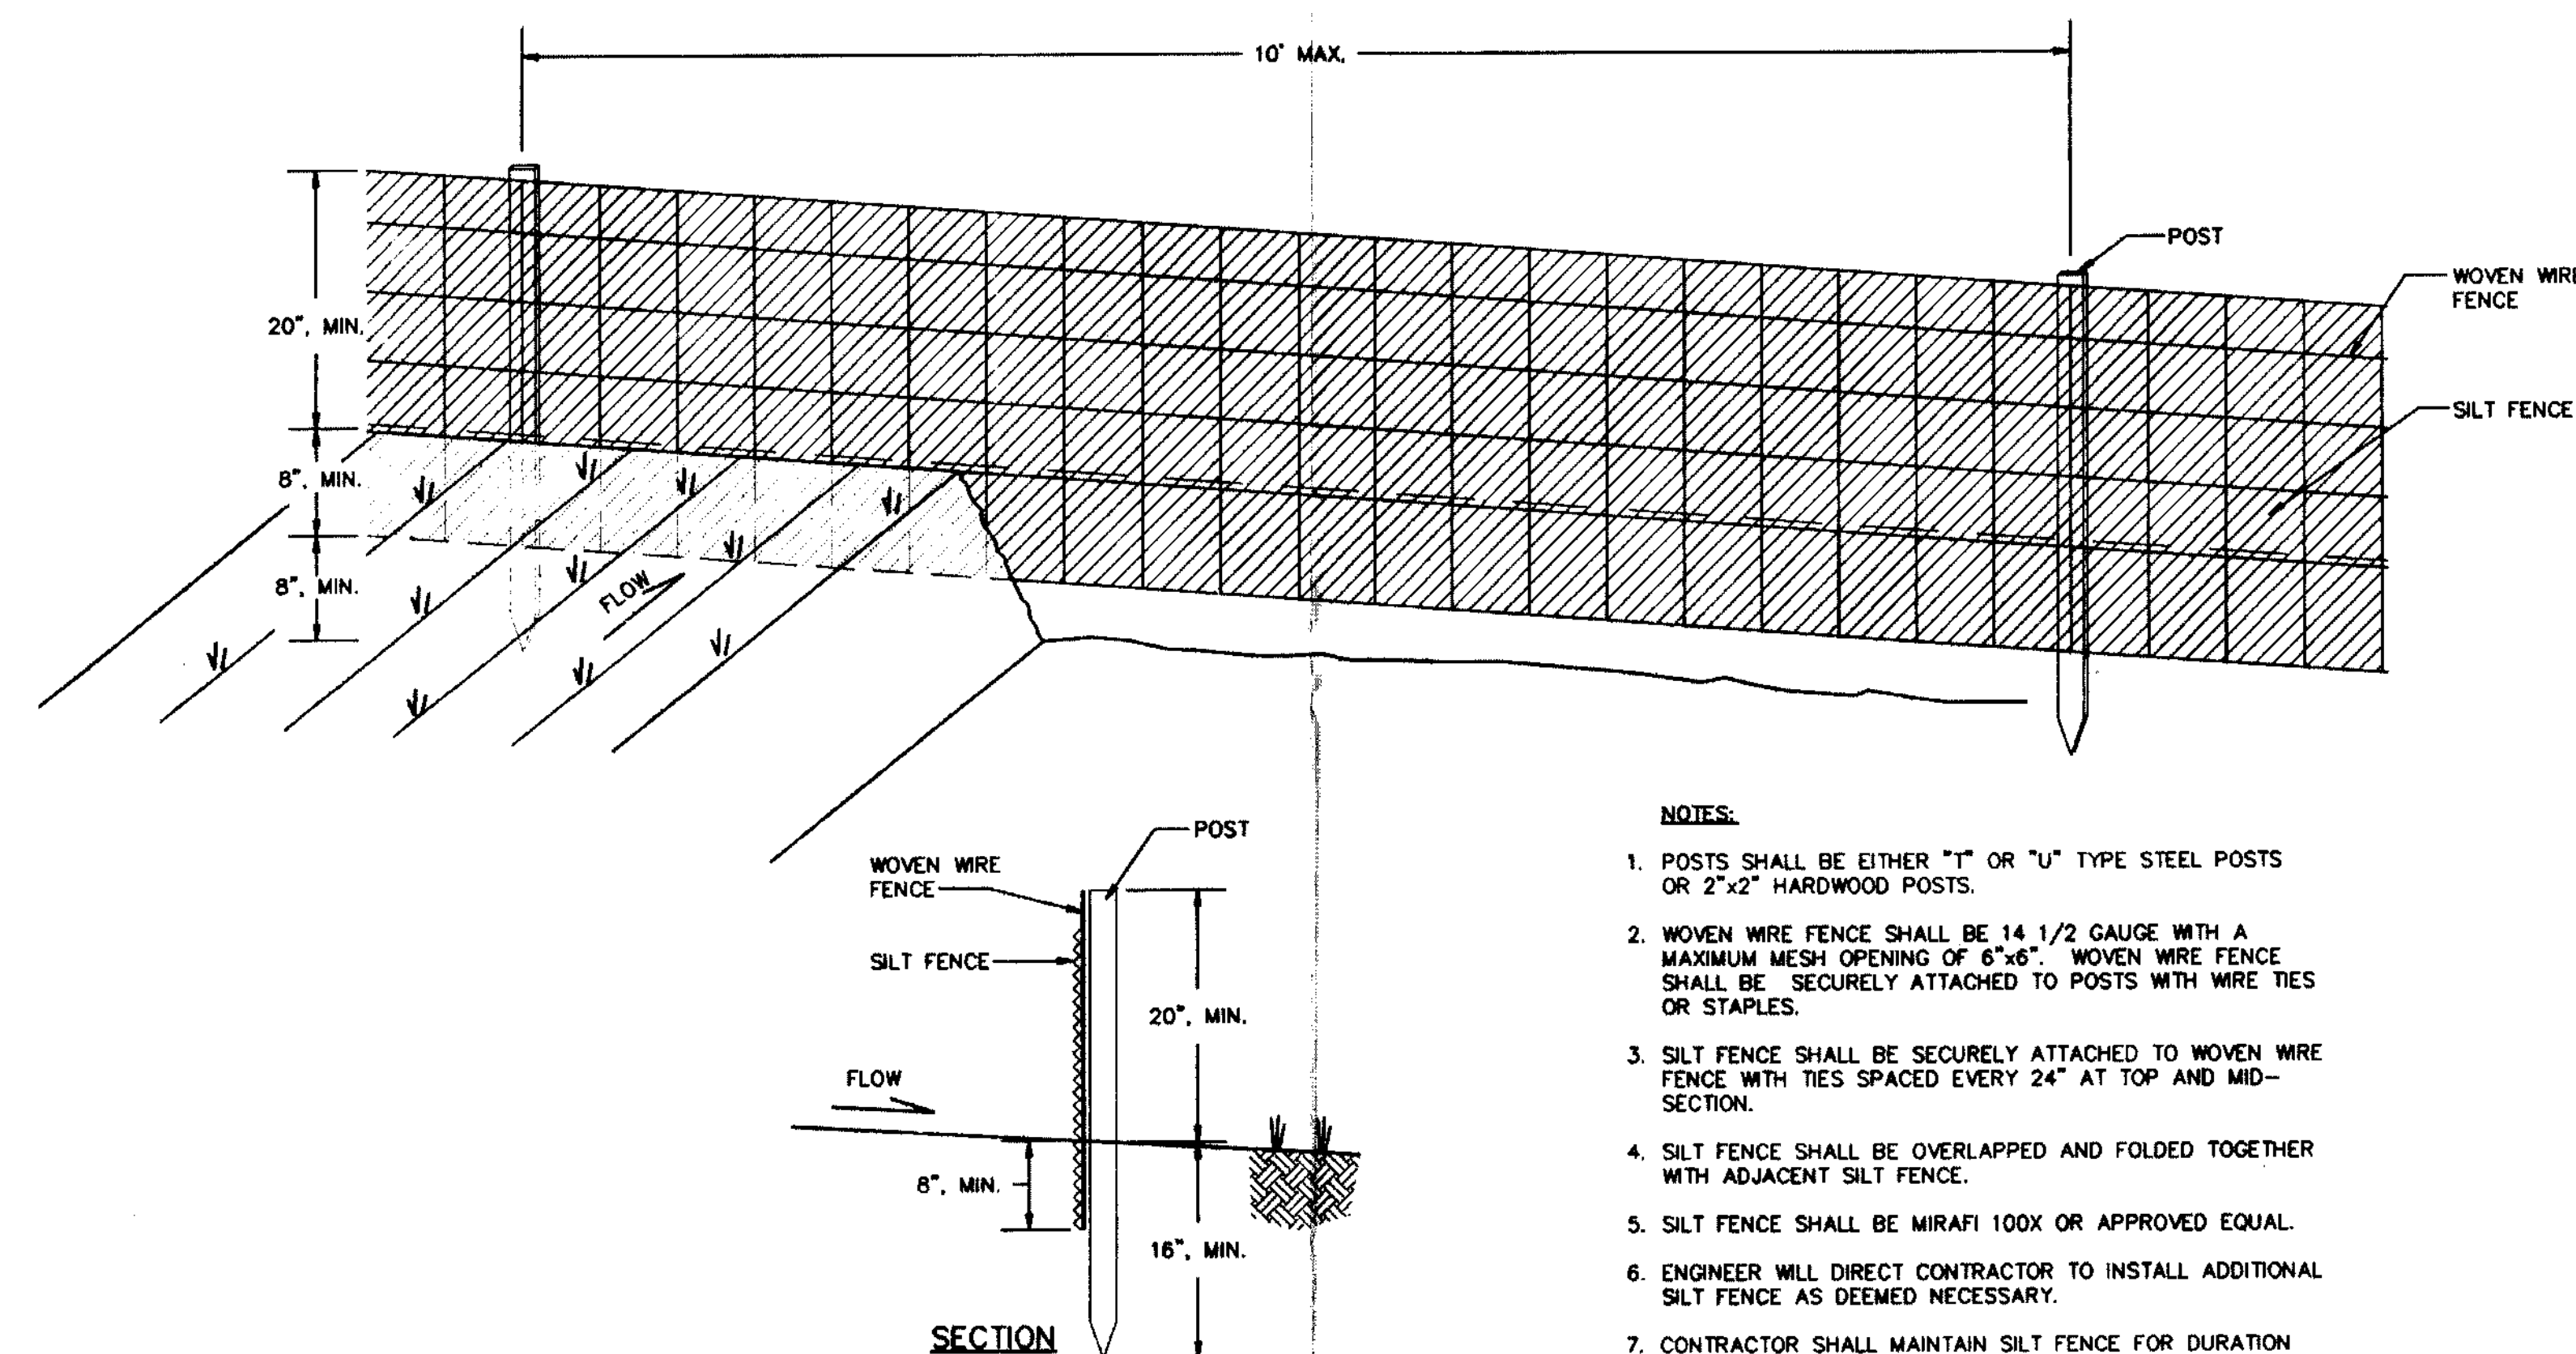 10' MAX.
POST
WOVEN WIRE
FENCE
SILT FENCE
20", MIN.
8", MIN.
8", MIN.
FLOW
POST
WOVEN WIRE
FENCE
SILT FENCE
20", MIN.
FLOW
8", MIN.
16", MIN.
SECTION
NOTES:
1. POSTS SHALL BE EITHER "T" OR "U" TYPE STEEL POSTS
OR 2"x2" HARDWOOD POSTS.
2. WOVEN WIRE FENCE SHALL BE 14 1/2 GAUGE WITH A
MAXIMUM MESH OPENING OF 6"x6". WOVEN WIRE FENCE
SHALL BE SECURELY ATTACHED TO POSTS WITH WIRE TIES
OR STAPLES.
3. SILT FENCE SHALL BE SECURELY ATTACHED TO WOVEN WIRE
FENCE WITH TIES SPACED EVERY 24" AT TOP AND MID-
SECTION.
4. SILT FENCE SHALL BE OVERLAPPED AND FOLDED TOGETHER
WITH ADJACENT SILT FENCE.
5. SILT FENCE SHALL BE MIRAFI 100X OR APPROVED EQUAL.
6. ENGINEER WILL DIRECT CONTRACTOR TO INSTALL ADDITIONAL
SILT FENCE AS DEEMED NECESSARY.
7. CONTRACTOR SHALL MAINTAIN SILT FENCE FOR DURATION